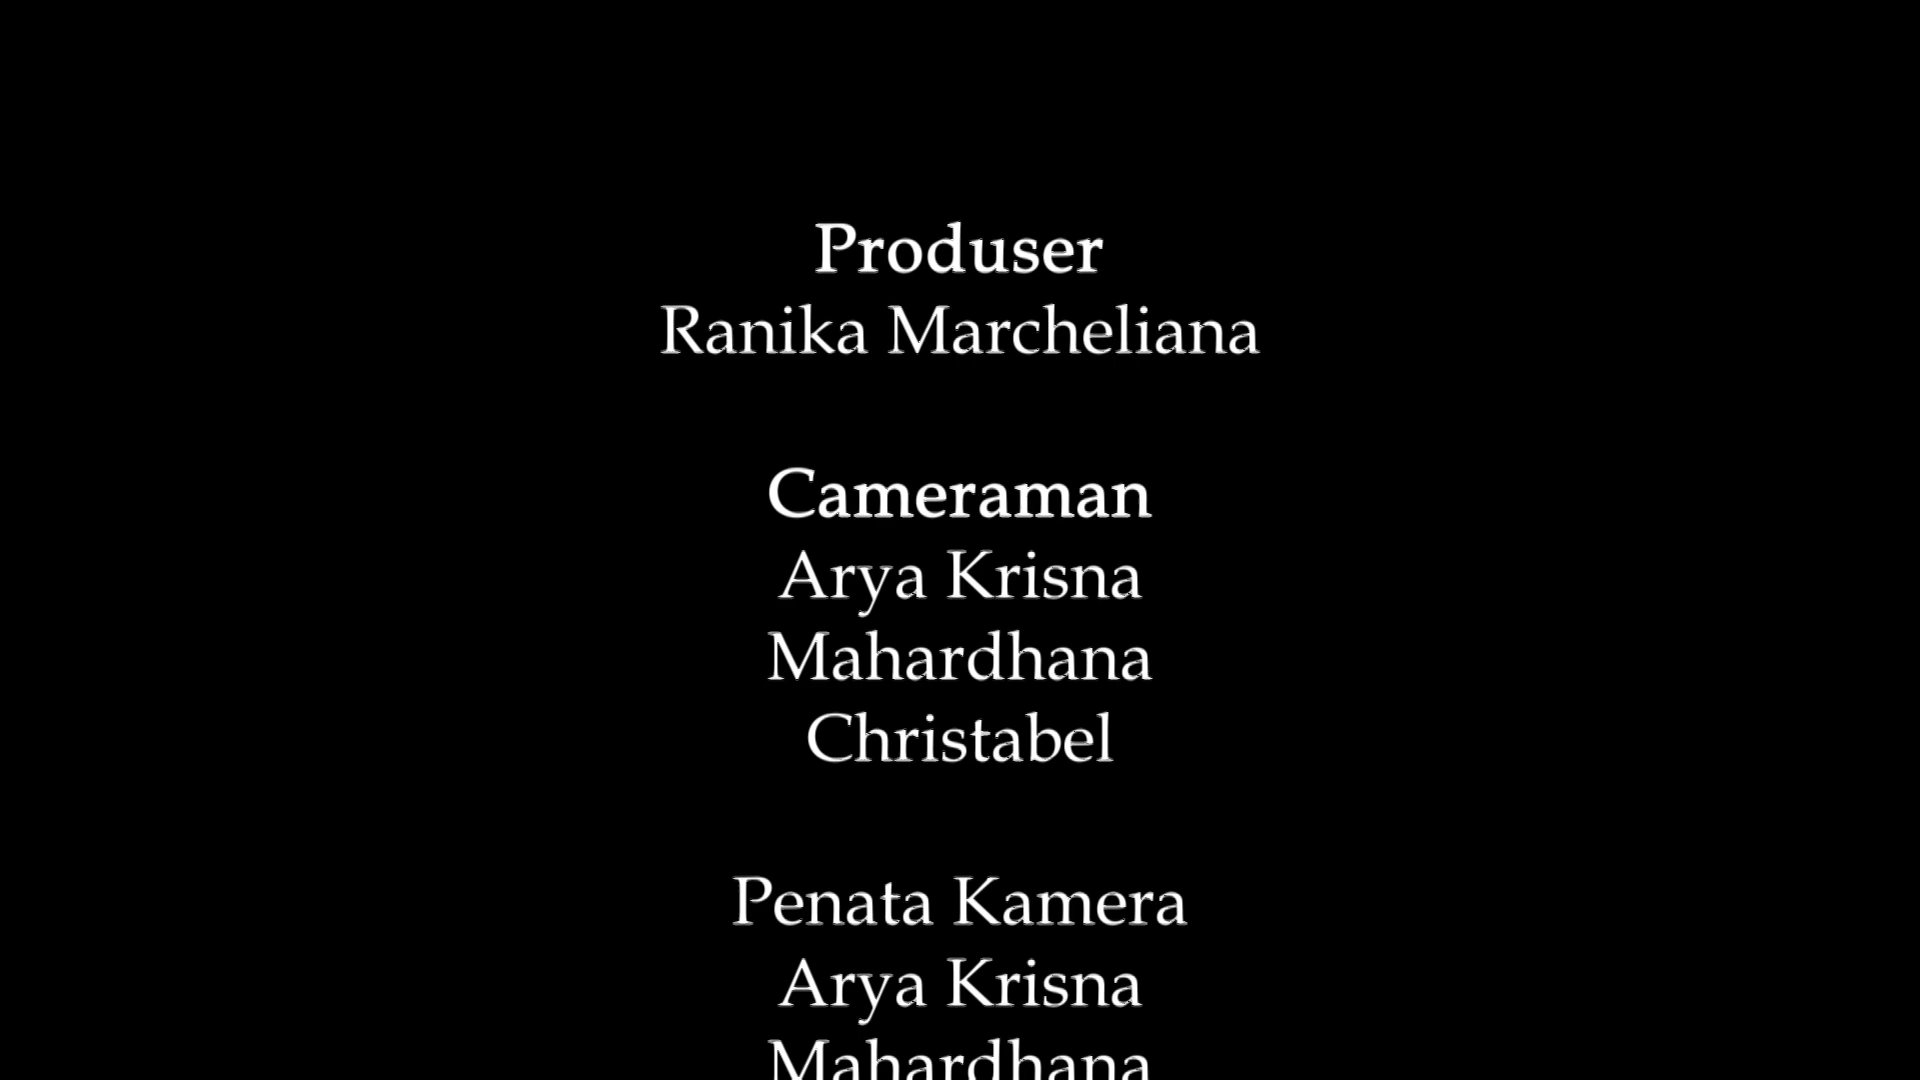 Produser
Ranika Marcheliana
Cameraman
Arya Krisna
Mahardhana
Christabel
Penata Kamera
Arya Krisna
Mahardhana